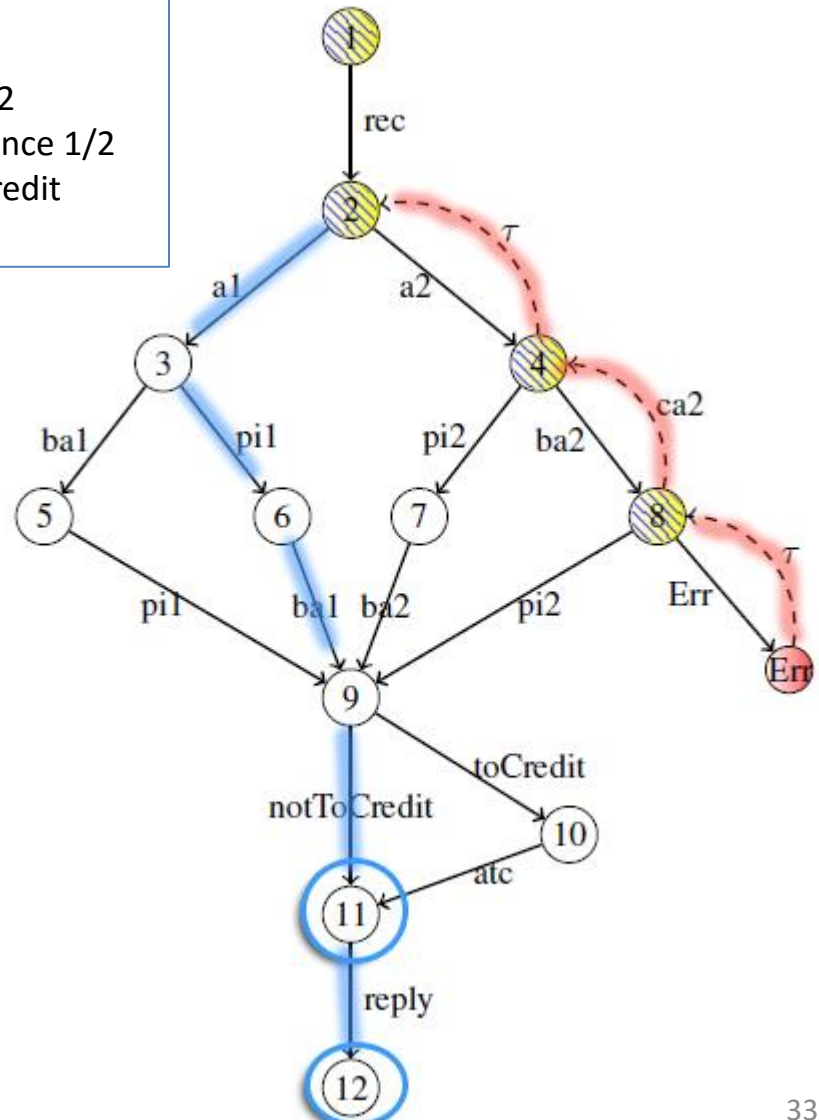 2
nce 1/2
redit
1
rec
2
τ
a1
a2
3
4
ca2
ba1
pi1
pi2
ba2
5
6
7
8
τ
Err
pi1
ba1
ba2
pi2
Err
9
toCredit
notToCredit
10
atc
11
reply
12
33